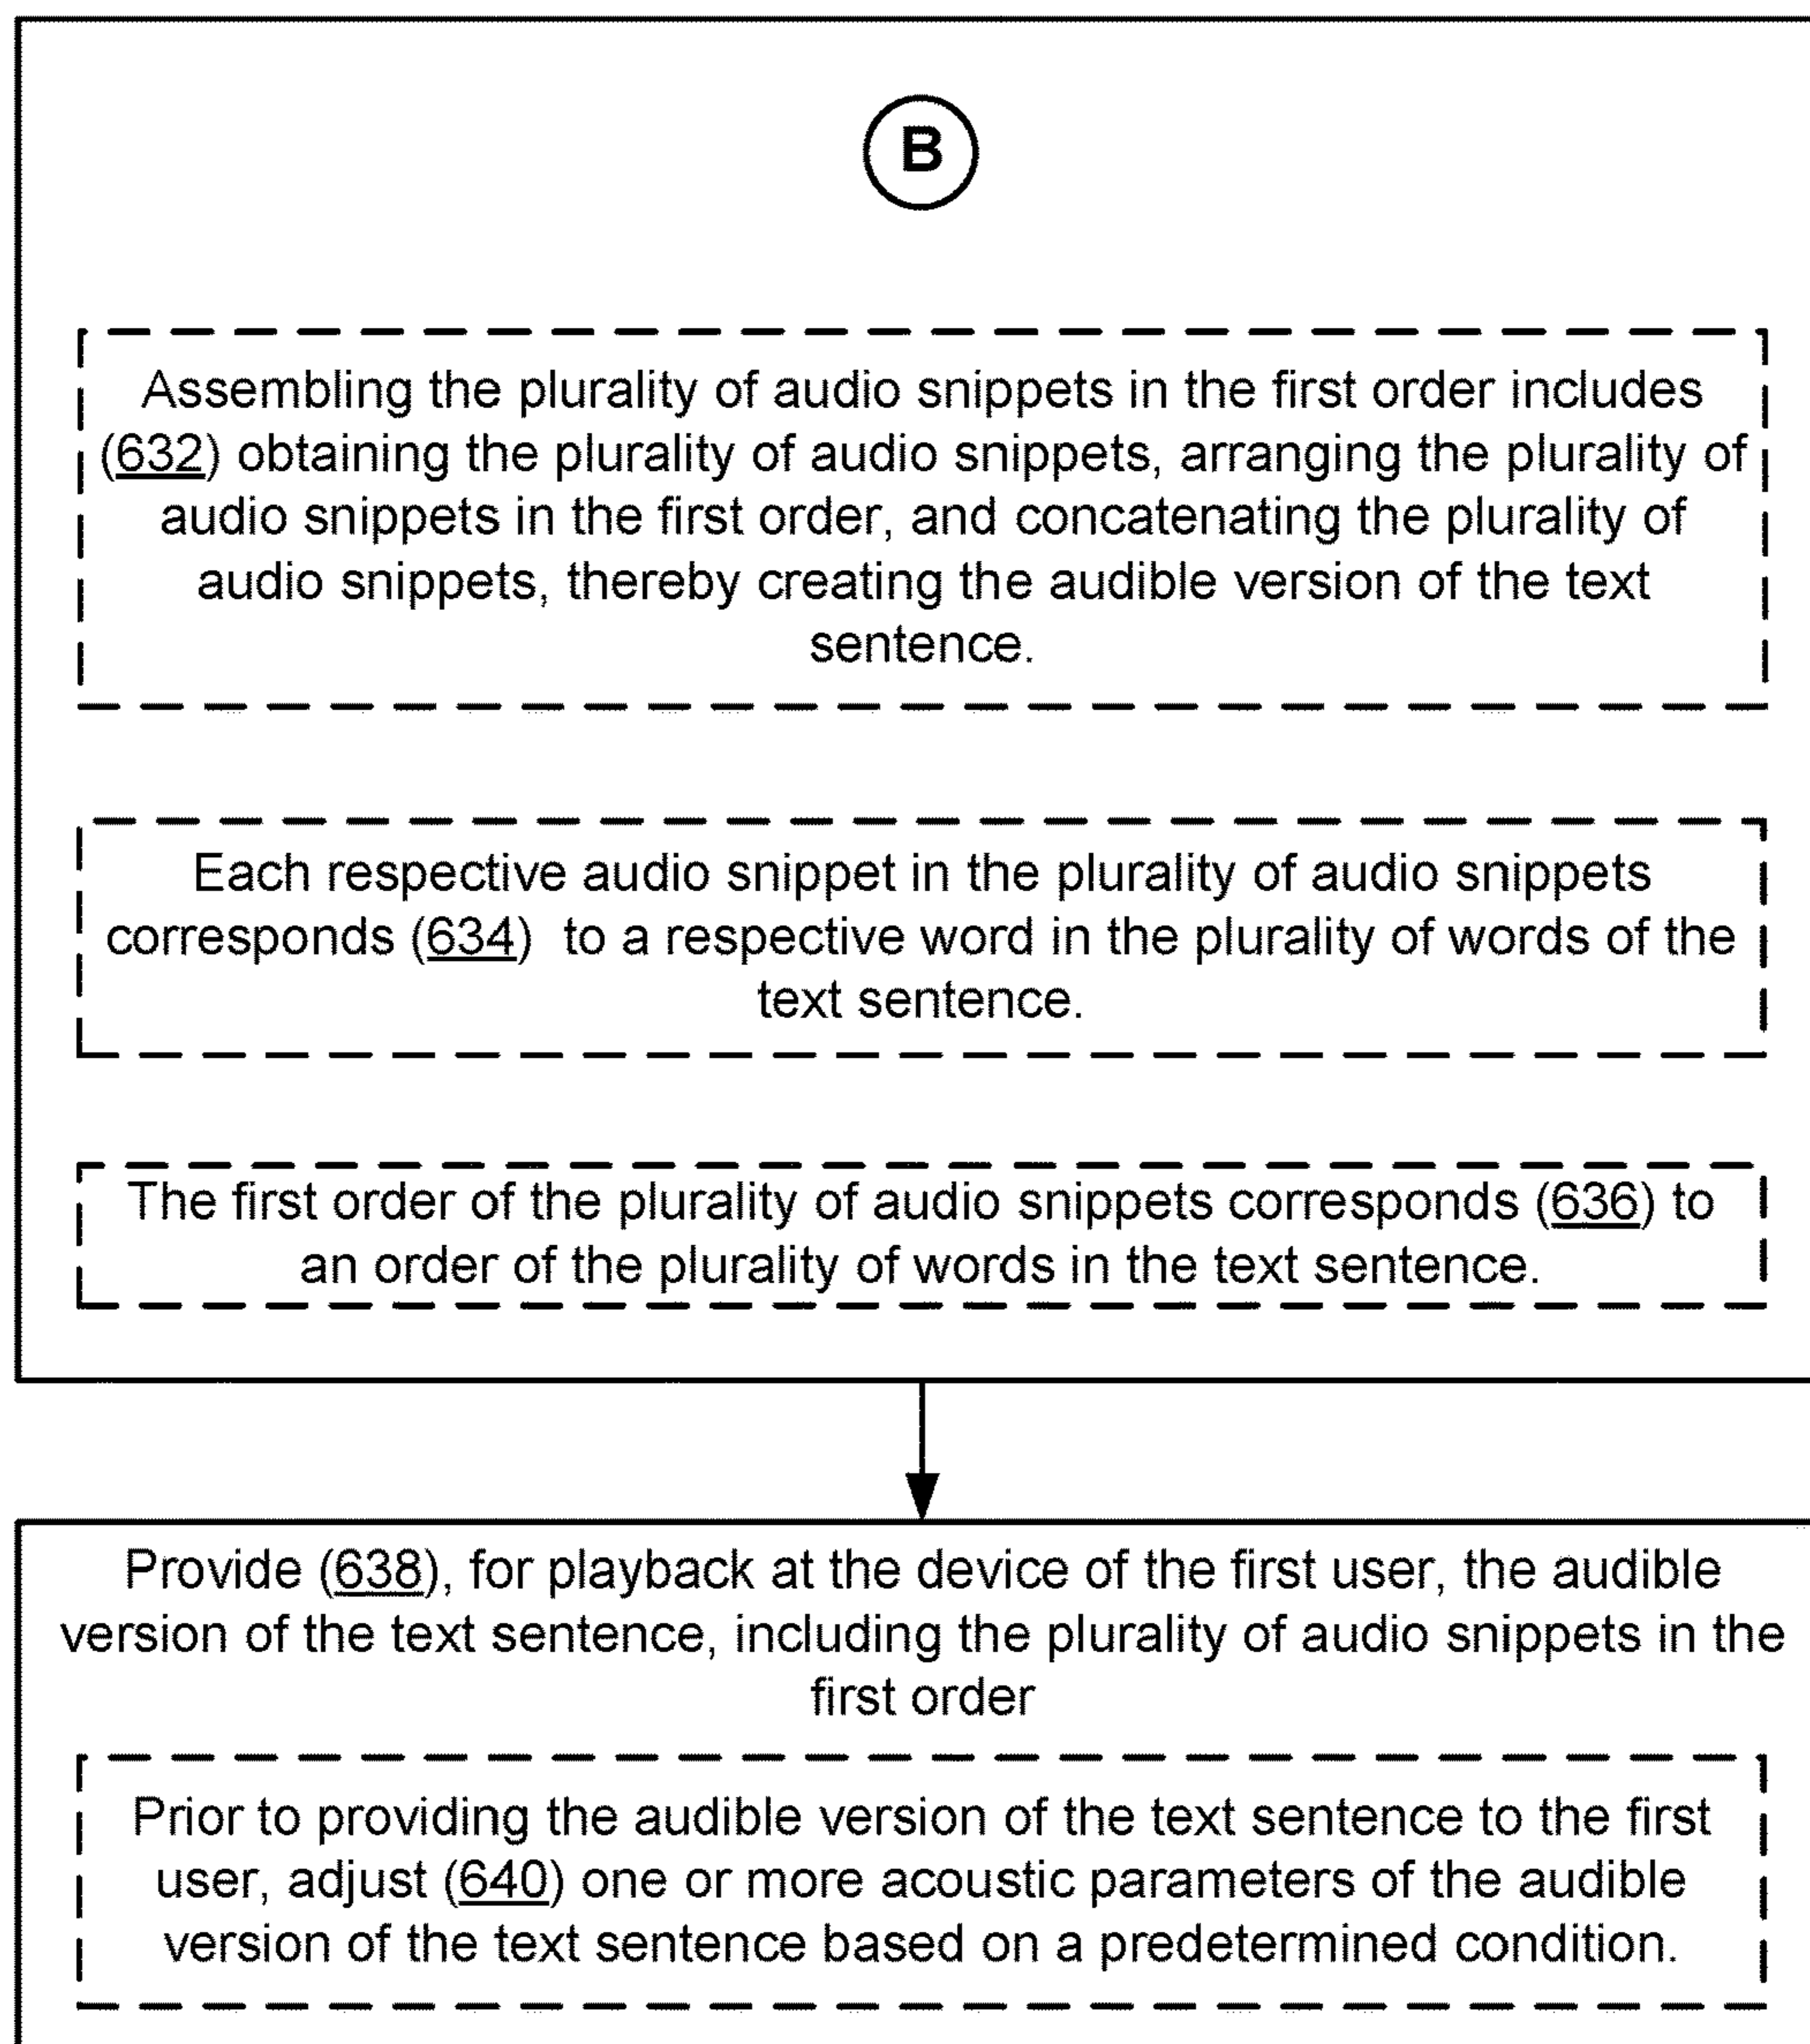 B
Assembling the plurality of audio snippets in the first order includes
(632) obtaining the plurality of audio snippets, arranging the plurality of
audio snippets in the first order, and concatenating the plurality of
audio snippets, thereby creating the audible version of the text
sentence.
Each respective audio snippet in the plurality of audio snippets
corresponds (634)  to a respective word in the plurality of words of the
text sentence.
The first order of the plurality of audio snippets corresponds (636) to
an order of the plurality of words in the text sentence.
Provide (638), for playback at the device of the first user, the audible
version of the text sentence, including the plurality of audio snippets in the
first order
Prior to providing the audible version of the text sentence to the first
user, adjust (640) one or more acoustic parameters of the audible
version of the text sentence based on a predetermined condition.